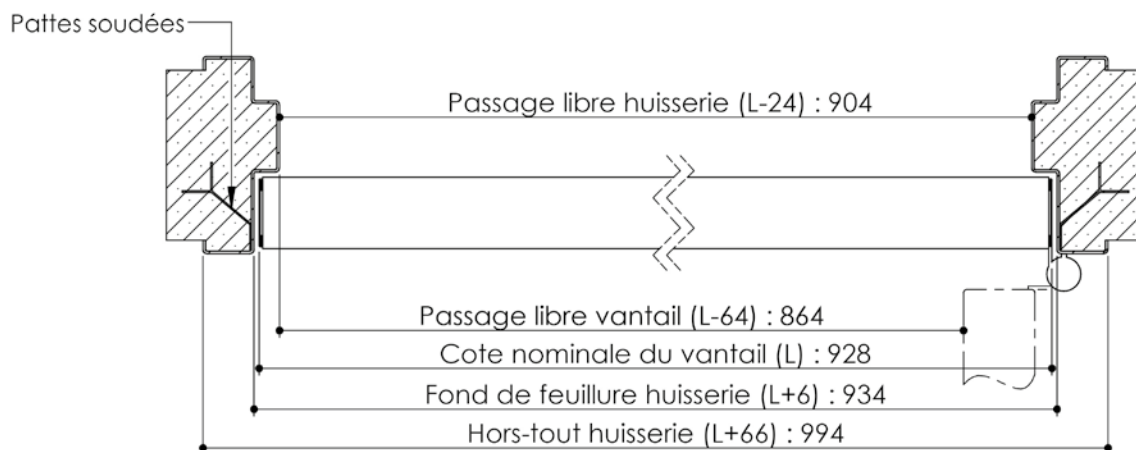 Pattes soudées
Passage libre huisserie (L-24) : 904
Passage libre vantail (L-64) : 864
Cote nominale du vantail (L) : 928
Fond de feuillure huisserie (L+6) : 934
Hors-tout huisserie (L+66) : 994